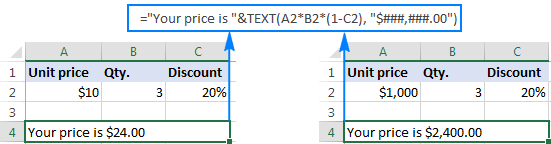 ="Your price is "&TEXT(A2*B2*(1-C2), "$###,###.00")
A B C
1 Unit price Qty. Discount
2 $10 3 20%
3
4 Your price is $24.00
A B C
1 Unit price Qty. Discount
2 $1,000 3 20%
3
4 Your price is $2,400.00